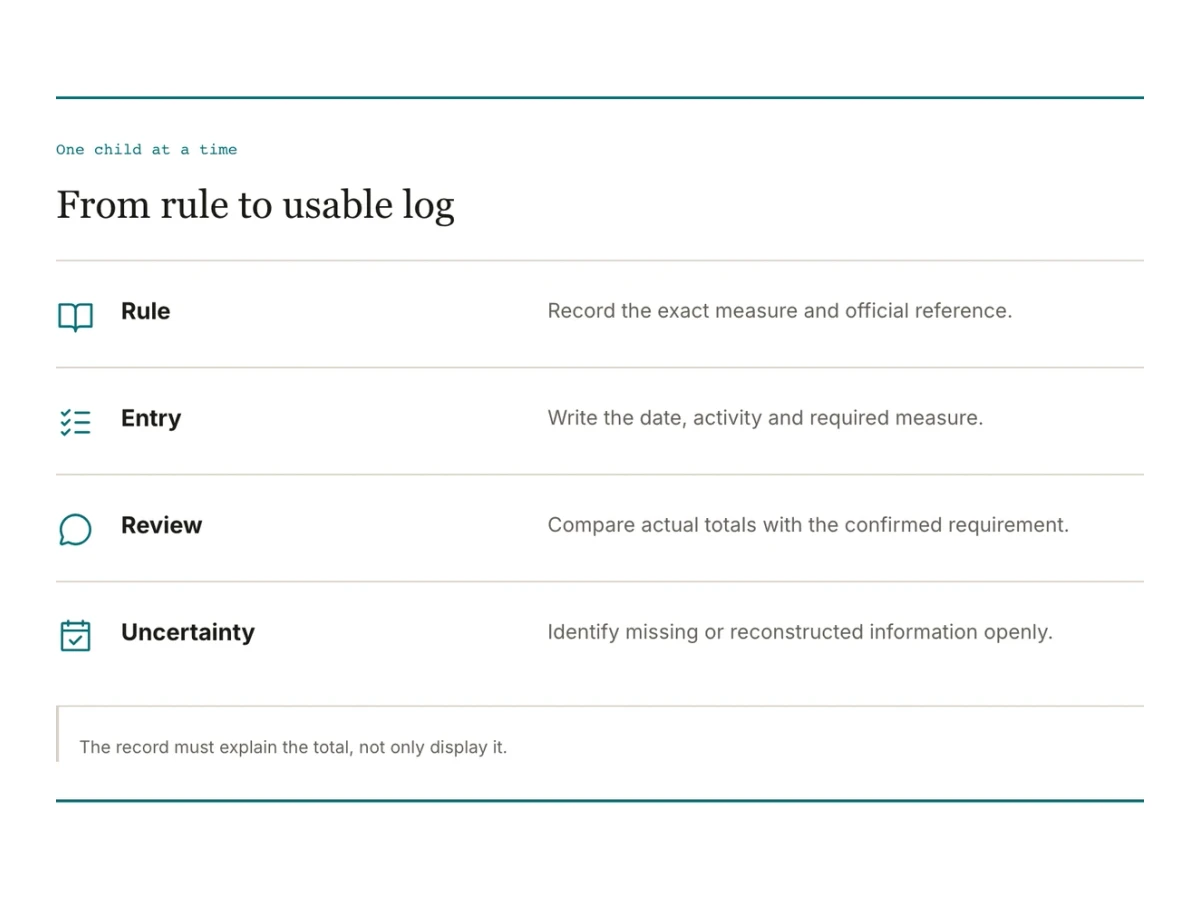 One child at a time
From rule to usable log
Rule
Record the exact measure and official reference.
Entry
Write the date, activity and required measure.
Review
Compare actual totals with the confirmed requirement.
Uncertainty
Identify missing or reconstructed information openly.
The record must explain the total, not only display it.